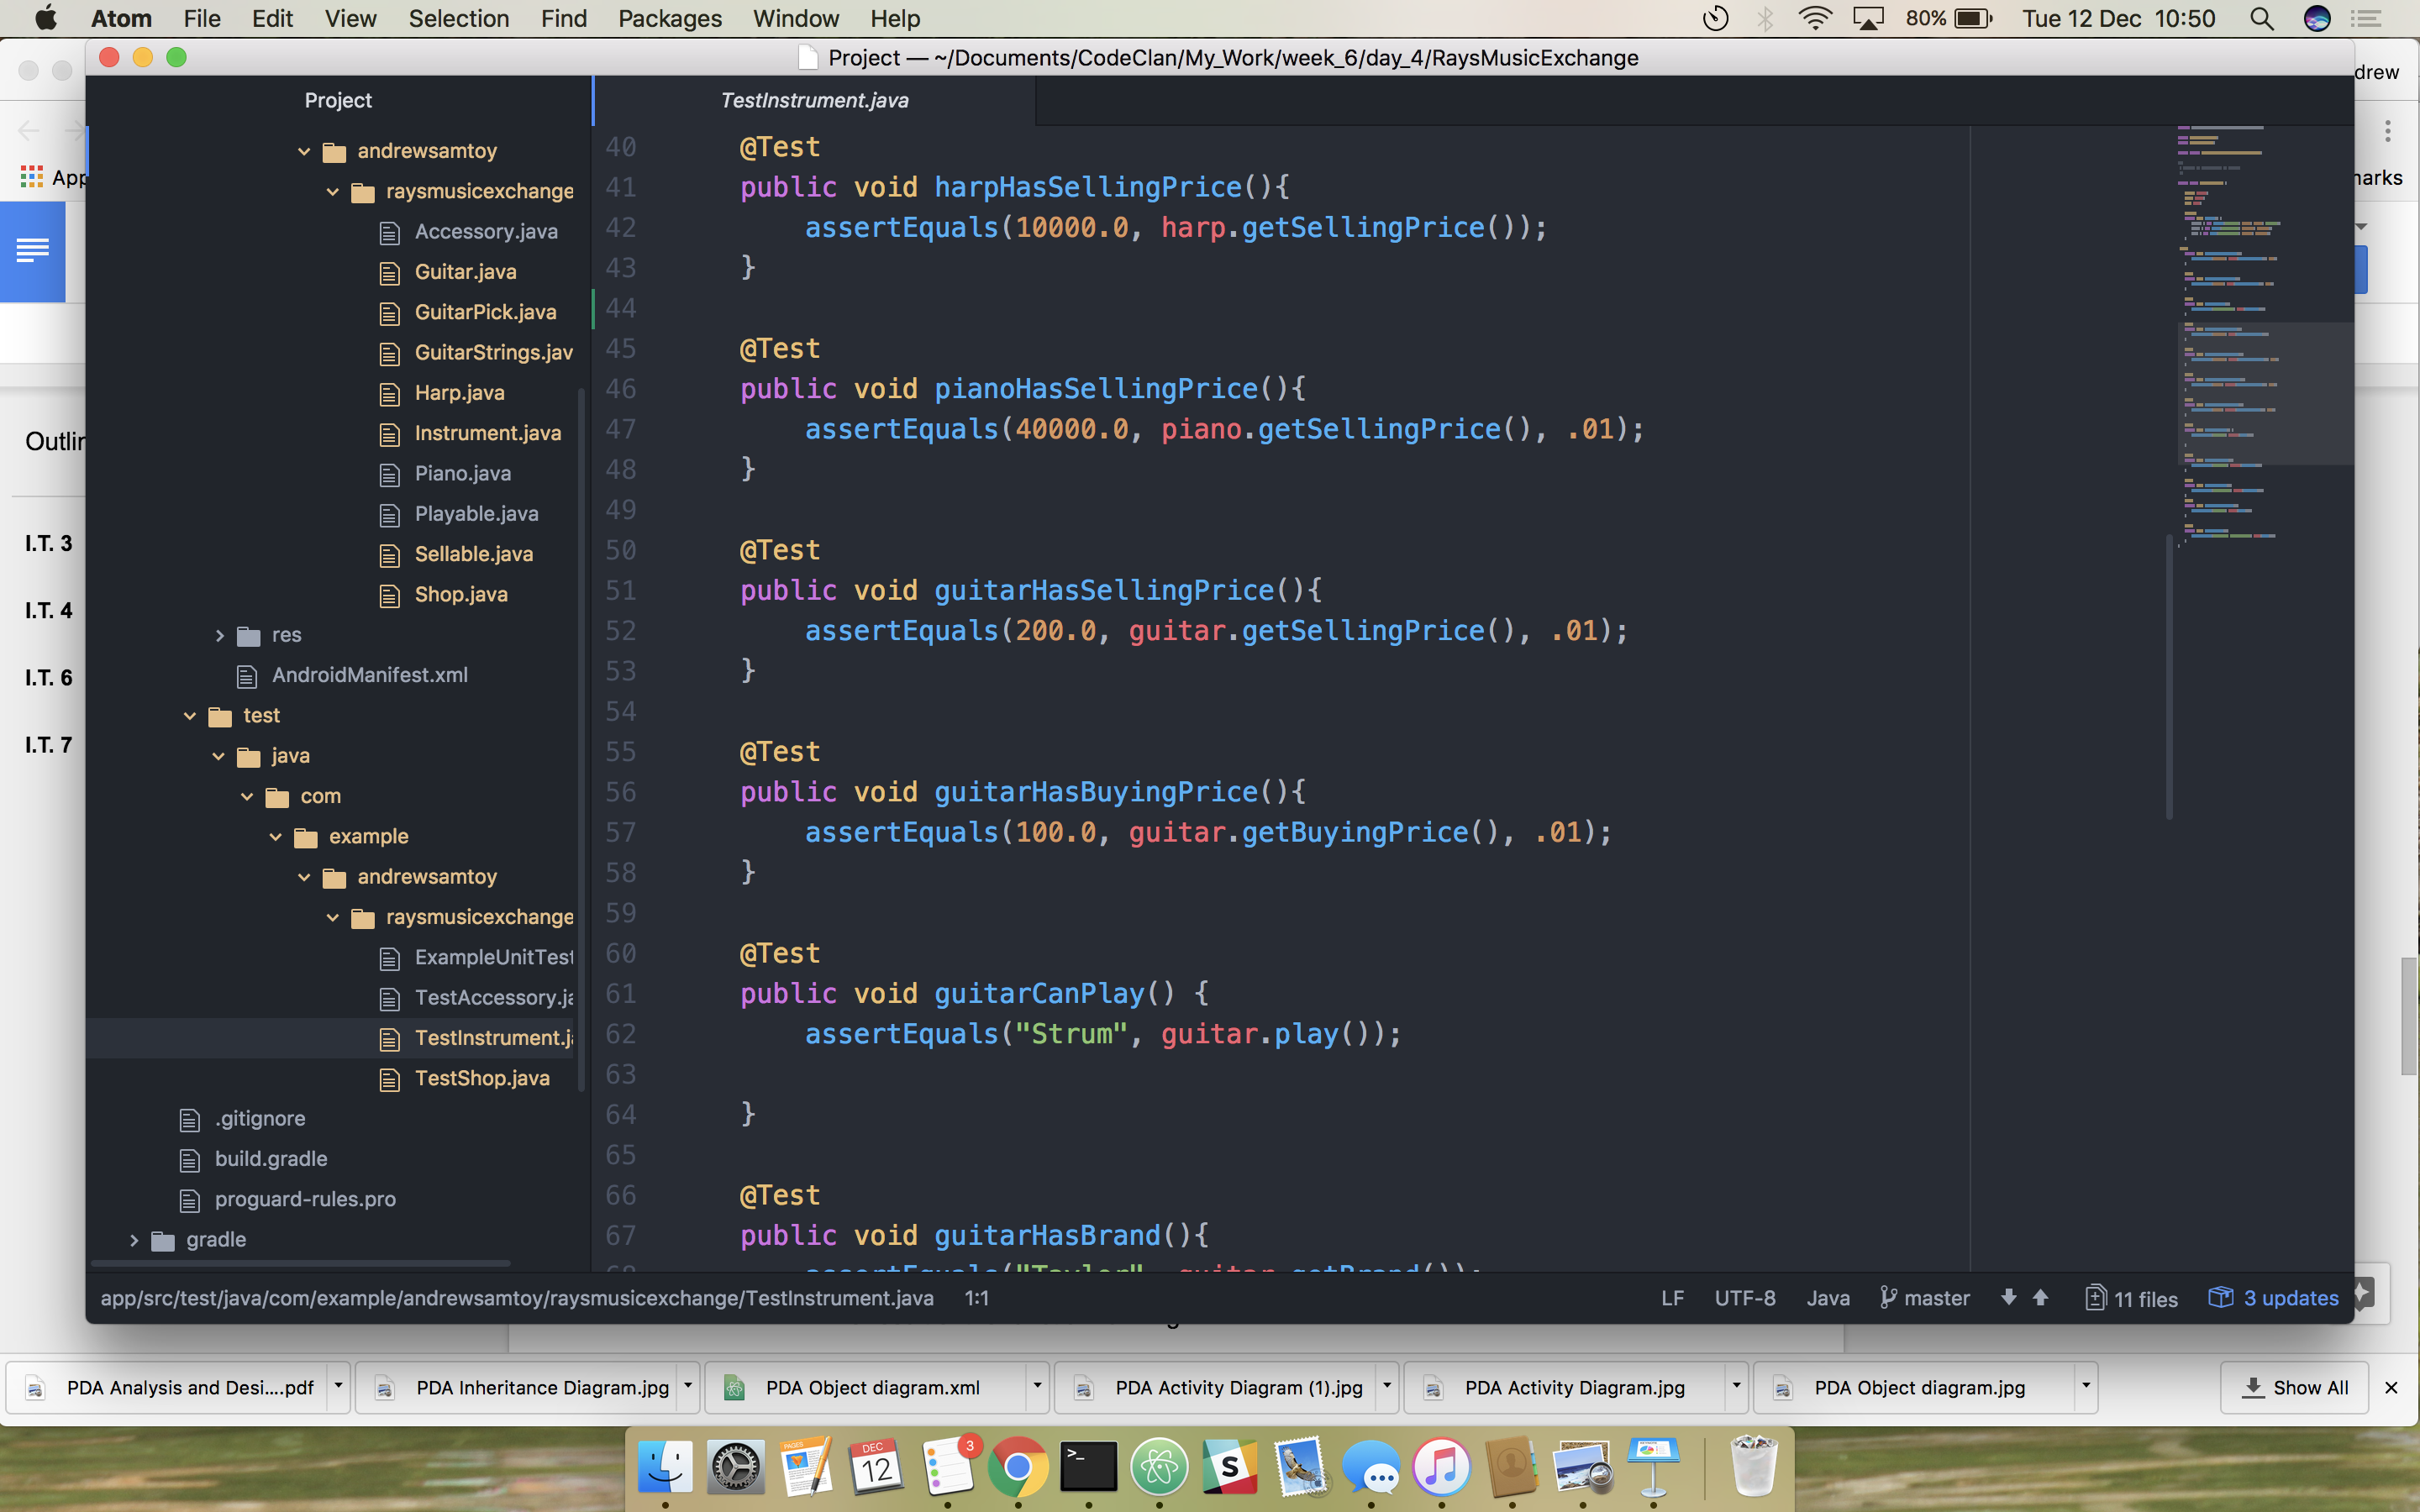 Atom File Edit View Selection Find Packages Window Help 80% Tue 12 Dec 10:50
Project — ~/Documents/CodeClan/My_Work/week_6/day_4/RaysMusicExchange
drew
App
harks
Outlin
I.T. 3
I.T. 4
I.T. 6
I.T. 7
Project
andrewsamtoy
raysmusicexchange
Accessory.java
Guitar.java
GuitarPick.java
GuitarStrings.jav
Harp.java
Instrument.java
Piano.java
Playable.java
Sellable.java
Shop.java
res
AndroidManifest.xml
test
java
com
example
andrewsamtoy
raysmusicexchange
ExampleUnitTest
TestAccessory.ja
TestInstrument.ja
TestShop.java
.gitignore
build.gradle
proguard-rules.pro
gradle
TestInstrument.java
40 @Test
41 public void harpHasSellingPrice(){
42 assertEquals(10000.0, harp.getSellingPrice());
43 }
44
45 @Test
46 public void pianoHasSellingPrice(){
47 assertEquals(40000.0, piano.getSellingPrice(), .01);
48 }
49
50 @Test
51 public void guitarHasSellingPrice(){
52 assertEquals(200.0, guitar.getSellingPrice(), .01);
53 }
54
55 @Test
56 public void guitarHasBuyingPrice(){
57 assertEquals(100.0, guitar.getBuyingPrice(), .01);
58 }
59
60 @Test
61 public void guitarCanPlay() {
62 assertEquals("Strum", guitar.play());
63
64 }
65
66 @Test
67 public void guitarHasBrand(){
68 assertEquals("Taylor", guitar.getBrand());
app/src/test/java/com/example/andrewsamtoy/raysmusicexchange/TestInstrument.java 1:1 LF UTF-8 Java master 11 files 3 updates
PDA Analysis and Desi....pdf PDA Inheritance Diagram.jpg PDA Object diagram.xml PDA Activity Diagram (1).jpg PDA Activity Diagram.jpg PDA Object diagram.jpg Show All
PAGES
DEC
12
3
>_
S